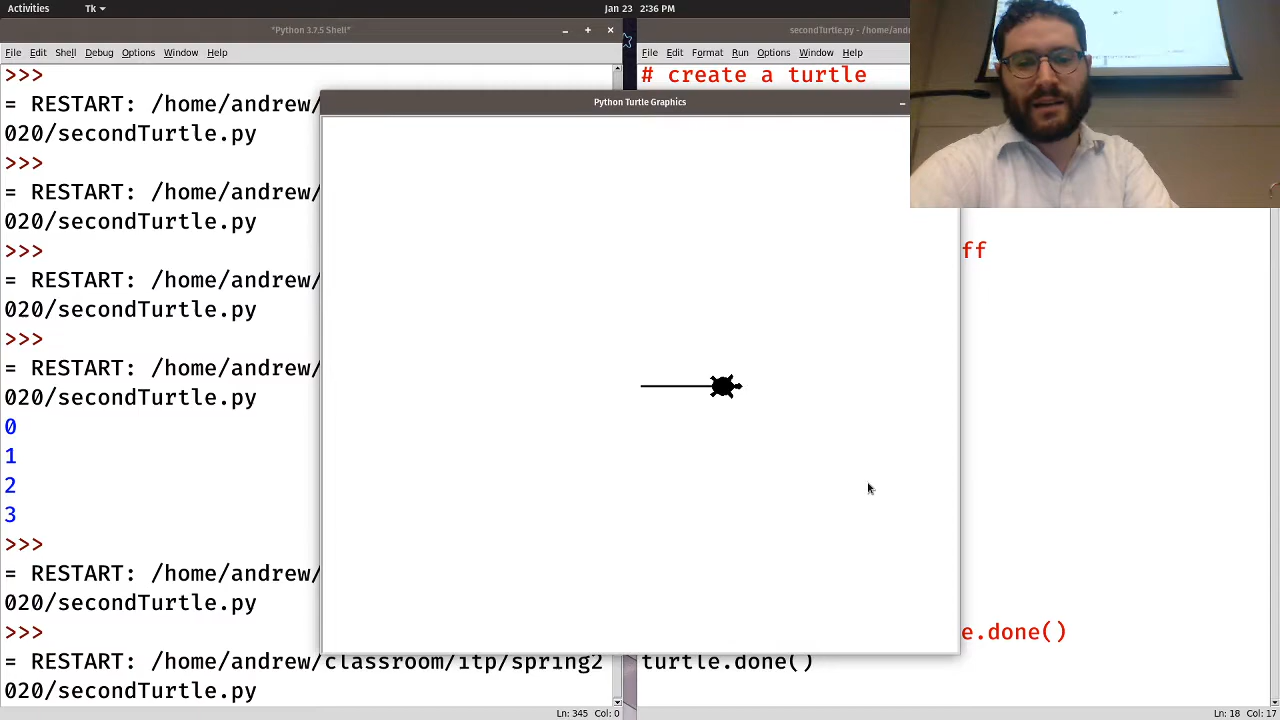 Activities Tk Jan 23 2:36 PM
*Python 3.7.5 Shell*
File Edit Shell Debug Options Window Help
>>>
= RESTART: /home/andrew/
020/secondTurtle.py
>>>
= RESTART: /home/andrew/
020/secondTurtle.py
>>>
= RESTART: /home/andrew/
020/secondTurtle.py
>>>
= RESTART: /home/andrew/
020/secondTurtle.py
0
1
2
3
>>>
= RESTART: /home/andrew/
020/secondTurtle.py
>>>
= RESTART: /home/andrew/classroom/itp/spring2
020/secondTurtle.py
Ln: 345 Col: 0
Python Turtle Graphics
secondTurtle.py - /home/an
File Edit Format Run Options Window Help
# create a turtle
ff
e.done()
turtle.done()
Ln: 18 Col: 17